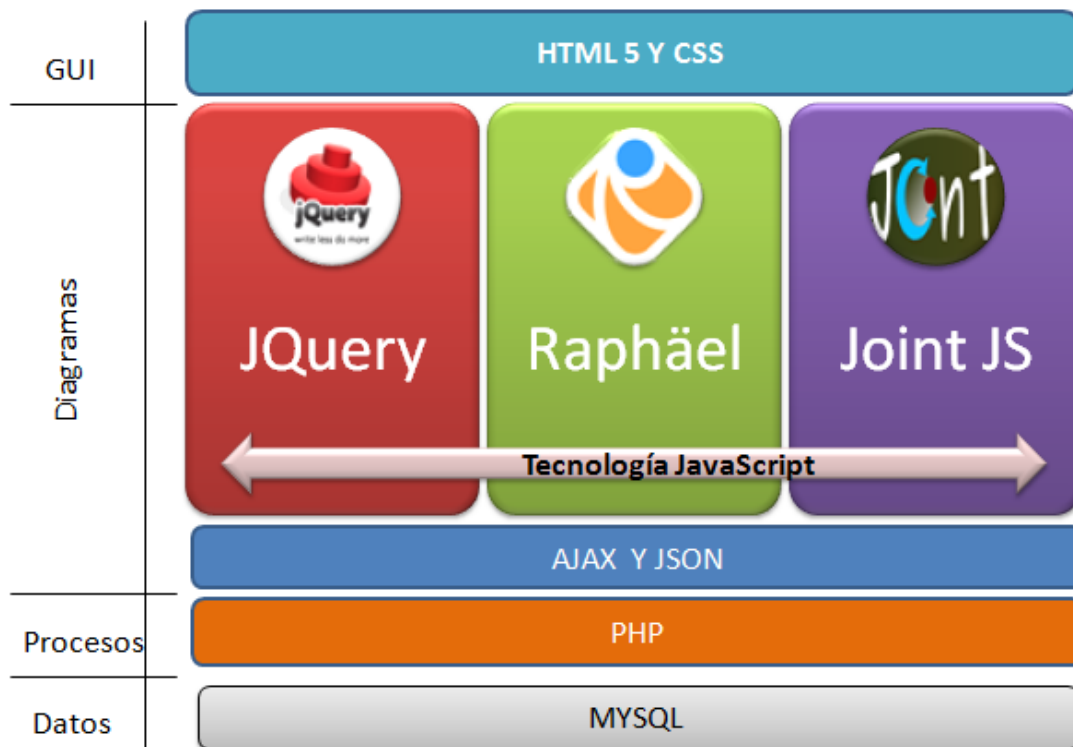 GUI
HTML 5 Y CSS
Diagramas
jQuery
write less do more
Joint
JQuery
Raphäel
Joint JS
Tecnología JavaScript
AJAX Y JSON
Procesos
PHP
Datos
MYSQL